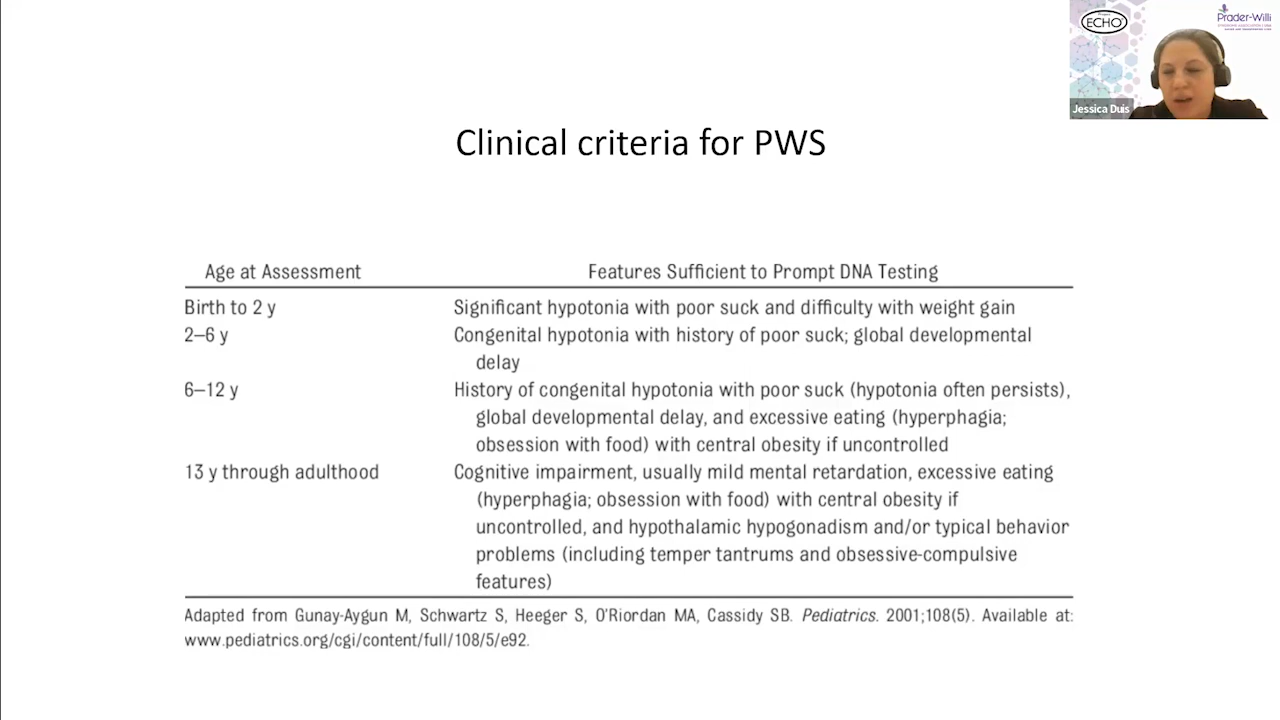 ECHO
Prader-Willi
Jessica Duis
Clinical criteria for PWS
Age at Assessment Features Sufficient to Prompt DNA Testing
Birth to 2 y Significant hypotonia with poor suck and difficulty with weight gain
2–6 y Congenital hypotonia with history of poor suck; global developmental
delay
6–12 y History of congenital hypotonia with poor suck (hypotonia often persists),
global developmental delay, and excessive eating (hyperphagia;
obsession with food) with central obesity if uncontrolled
13 y through adulthood Cognitive impairment, usually mild mental retardation, excessive eating
(hyperphagia; obsession with food) with central obesity if
uncontrolled, and hypothalamic hypogonadism and/or typical behavior
problems (including temper tantrums and obsessive-compulsive
features)
Adapted from Gunay-Aygun M, Schwartz S, Heeger S, O'Riordan MA, Cassidy SB. Pediatrics. 2001;108(5). Available at:
www.pediatrics.org/cgi/content/full/108/5/e92.